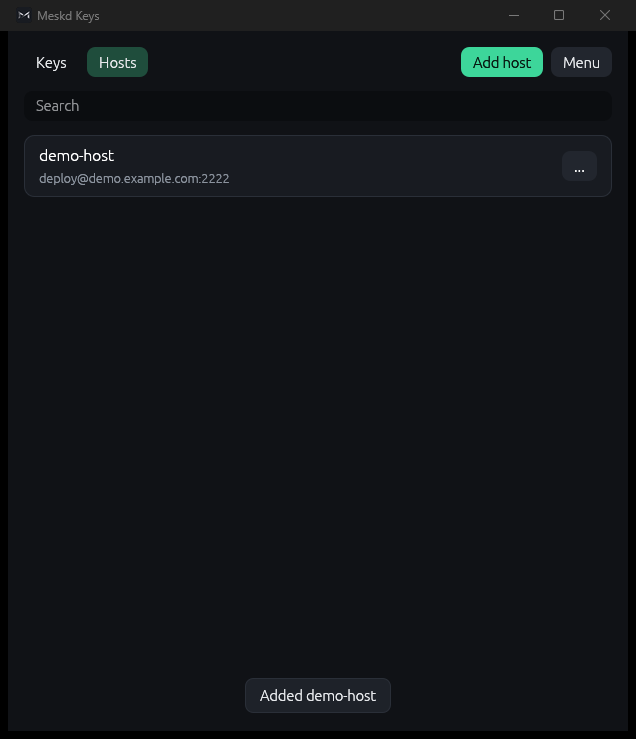 Meskd Keys
Keys Hosts Add host Menu
Search
demo-host
deploy@demo.example.com:2222
...
Added demo-host